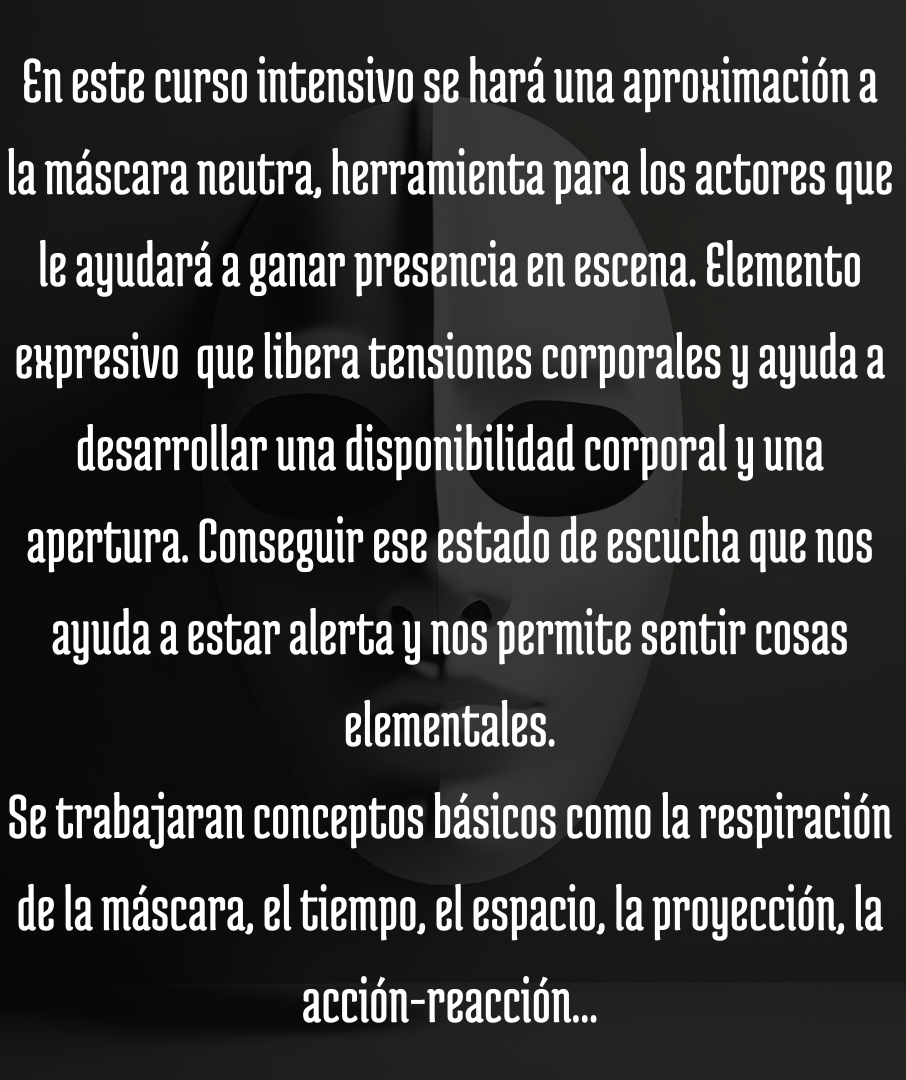 En este curso intensivo se hará una aproximación a
la máscara neutra, herramienta para los actores que
le ayudará a ganar presencia en escena. Elemento
expresivo  que libera tensiones corporales y ayuda a
desarrollar una disponibilidad corporal y una
apertura. Conseguir ese estado de escucha que nos
ayuda a estar alerta y nos permite sentir cosas
elementales.
Se trabajaran conceptos básicos como la respiración
de la máscara, el tiempo, el espacio, la proyección, la
acción-reacción...